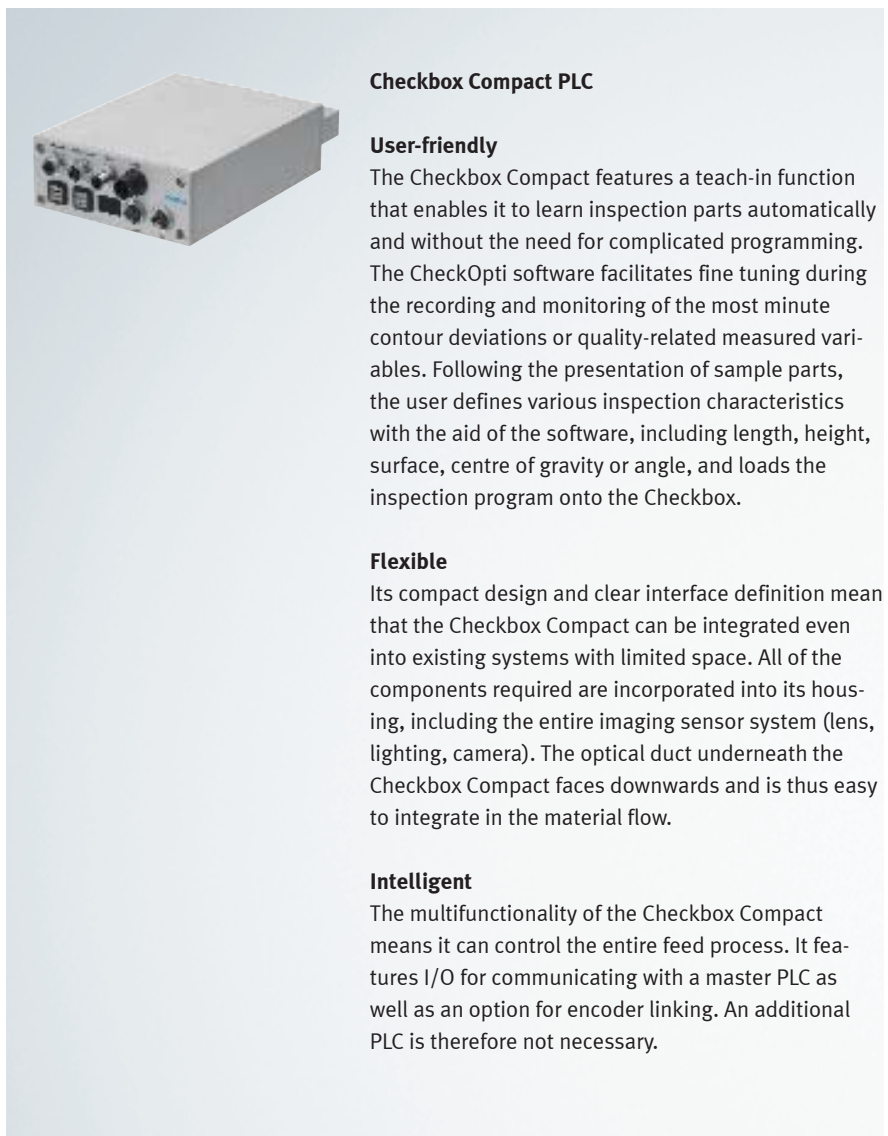 Checkbox Compact PLC
User-friendly
The Checkbox Compact features a teach-in function
that enables it to learn inspection parts automatically
and without the need for complicated programming.
The CheckOpti software facilitates fine tuning during
the recording and monitoring of the most minute
contour deviations or quality-related measured vari-
ables. Following the presentation of sample parts,
the user defines various inspection characteristics
with the aid of the software, including length, height,
surface, centre of gravity or angle, and loads the
inspection program onto the Checkbox.
Flexible
Its compact design and clear interface definition mean
that the Checkbox Compact can be integrated even
into existing systems with limited space. All of the
components required are incorporated into its hous-
ing, including the entire imaging sensor system (lens,
lighting, camera). The optical duct underneath the
Checkbox Compact faces downwards and is thus easy
to integrate in the material flow.
Intelligent
The multifunctionality of the Checkbox Compact
means it can control the entire feed process. It fea-
tures I/O for communicating with a master PLC as
well as an option for encoder linking. An additional
PLC is therefore not necessary.